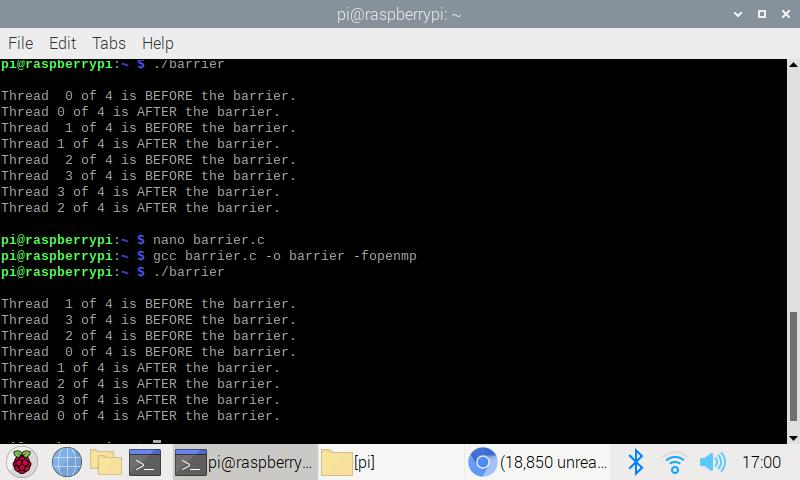 pi@raspberrypi: ~
File Edit Tabs Help
pi@raspberrypi:~ $ ./barrier
Thread  0 of 4 is BEFORE the barrier.
Thread 0 of 4 is AFTER the barrier.
Thread  1 of 4 is BEFORE the barrier.
Thread 1 of 4 is AFTER the barrier.
Thread  2 of 4 is BEFORE the barrier.
Thread  3 of 4 is BEFORE the barrier.
Thread 3 of 4 is AFTER the barrier.
Thread 2 of 4 is AFTER the barrier.
pi@raspberrypi:~ $ nano barrier.c
pi@raspberrypi:~ $ gcc barrier.c -o barrier -fopenmp
pi@raspberrypi:~ $ ./barrier
Thread  1 of 4 is BEFORE the barrier.
Thread  3 of 4 is BEFORE the barrier.
Thread  2 of 4 is BEFORE the barrier.
Thread  0 of 4 is BEFORE the barrier.
Thread 1 of 4 is AFTER the barrier.
Thread 2 of 4 is AFTER the barrier.
Thread 3 of 4 is AFTER the barrier.
Thread 0 of 4 is AFTER the barrier.
>_ >_ pi@raspberry... [pi] (18,850 unrea... 17:00